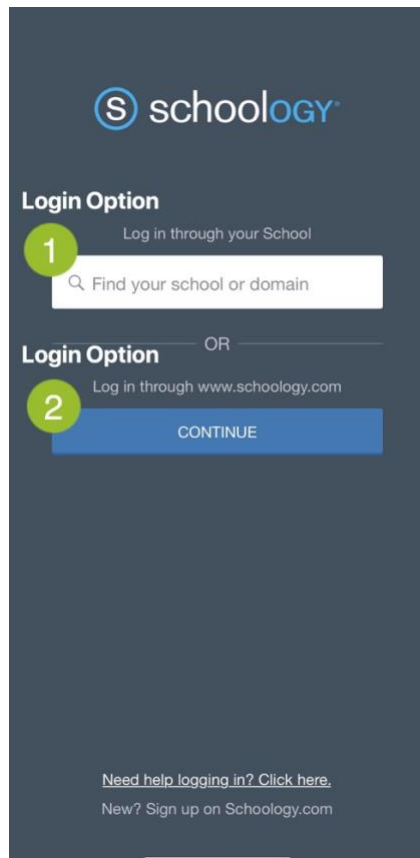 S schoology®
Login Option
1
Log in through your School
Find your school or domain
OR
Login Option
Log in through www.schoology.com
2
CONTINUE
Need help logging in? Click here.
New? Sign up on Schoology.com